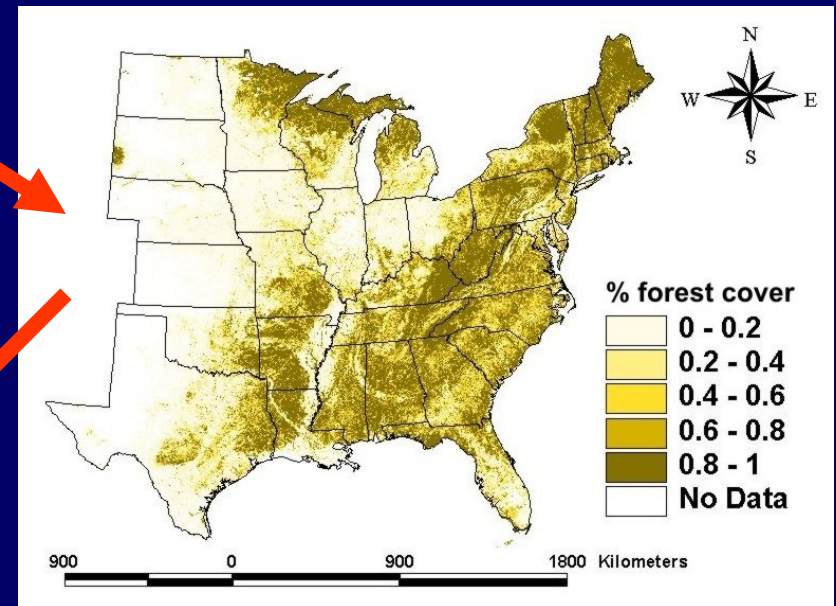 N
W E
S
% forest cover
0 - 0.2
0.2 - 0.4
0.4 - 0.6
0.6 - 0.8
0.8 - 1
No Data
900 0 900 1800 Kilometers